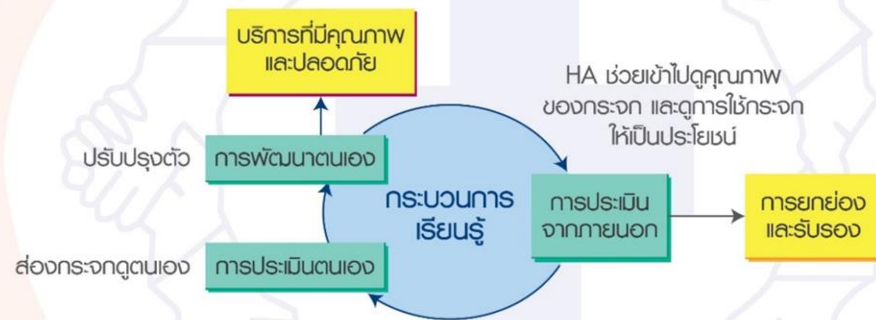 บริการที่มีคุณภาพ
และปลอดภัย
HA ช่วยเข้าไปดูคุณภาพ
ของกระจก และดูการใช้กระจก
ให้เป็นประโยชน์
ปรับปรุงตัว
การพัฒนาตนเอง
กระบวนการ
เรียนรู้
การประเมิน
จากภายนอก
การยกย่อง
และรับรอง
ส่องกระจกดูตนเอง
การประเมินตนเอง